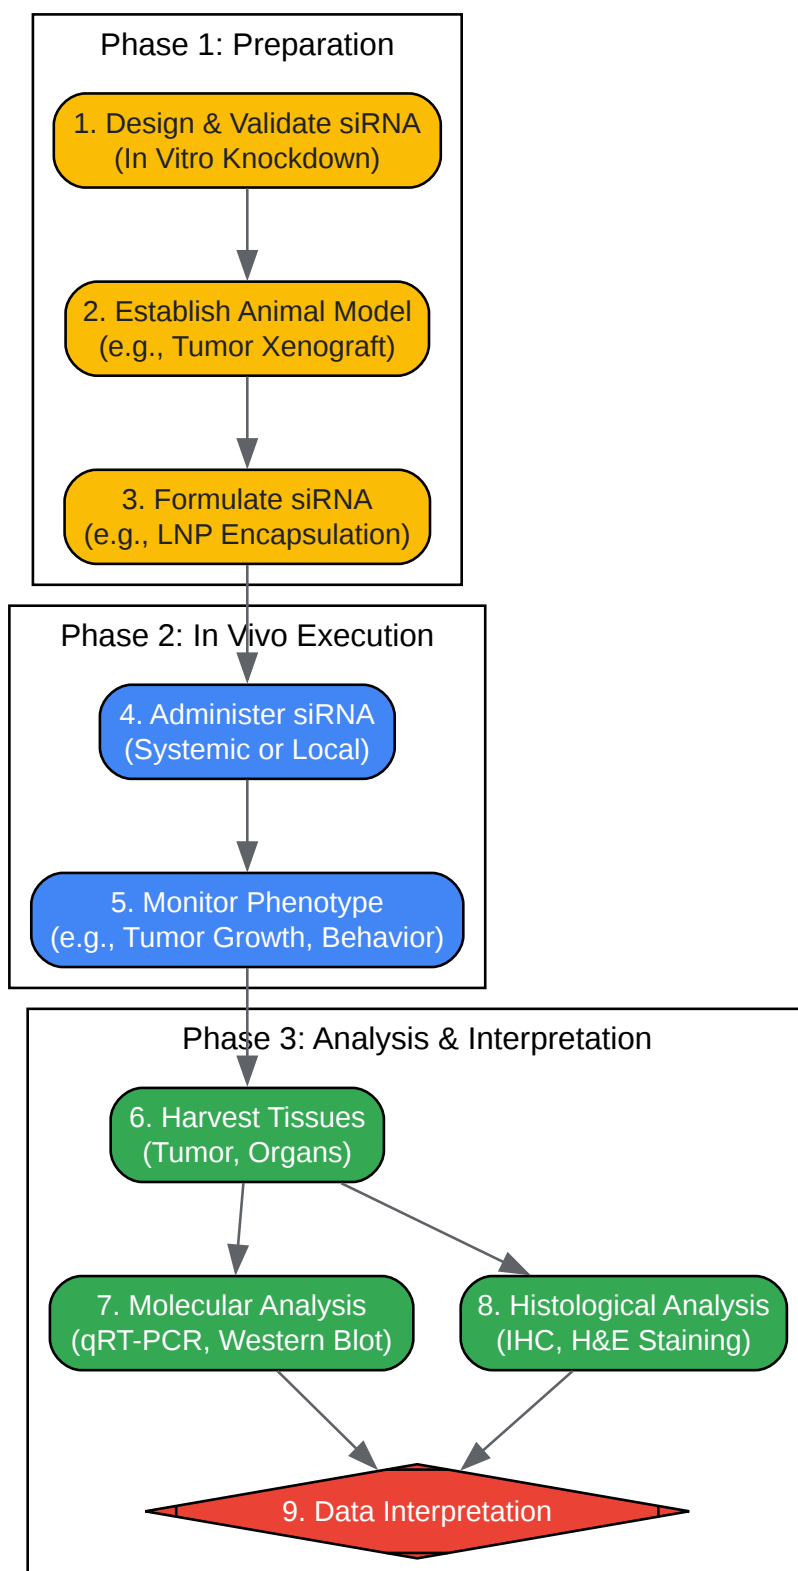 Phase 1: Preparation
1. Design & Validate siRNA
(In Vitro Knockdown)
2. Establish Animal Model
(e.g., Tumor Xenograft)
3. Formulate siRNA
(e.g., LNP Encapsulation)
Phase 2: In Vivo Execution
4. Administer siRNA
(Systemic or Local)
5. Monitor Phenotype
(e.g., Tumor Growth, Behavior)
Phase 3: Analysis & Interpretation
6. Harvest Tissues
(Tumor, Organs)
7. Molecular Analysis
(qRT-PCR, Western Blot)
8. Histological Analysis
(IHC, H&E Staining)
9. Data Interpretation